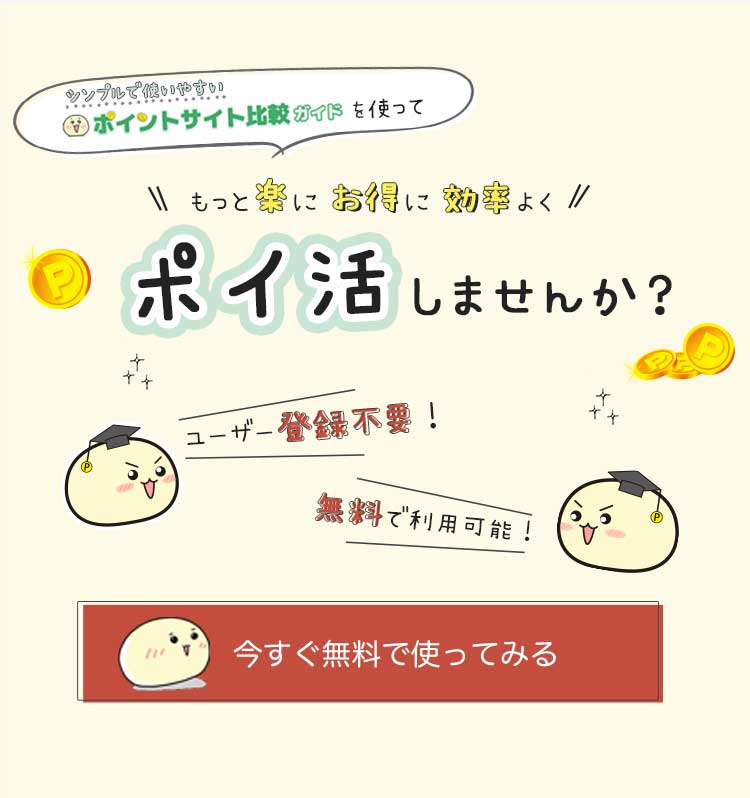 シンプルで使いやすい
ポイントサイト比較ガイドを使って
もっと楽にお得に効率よく
ポイ活しませんか?
ユーザー登録不要!
無料で利用可能!
今すぐ無料で使ってみる